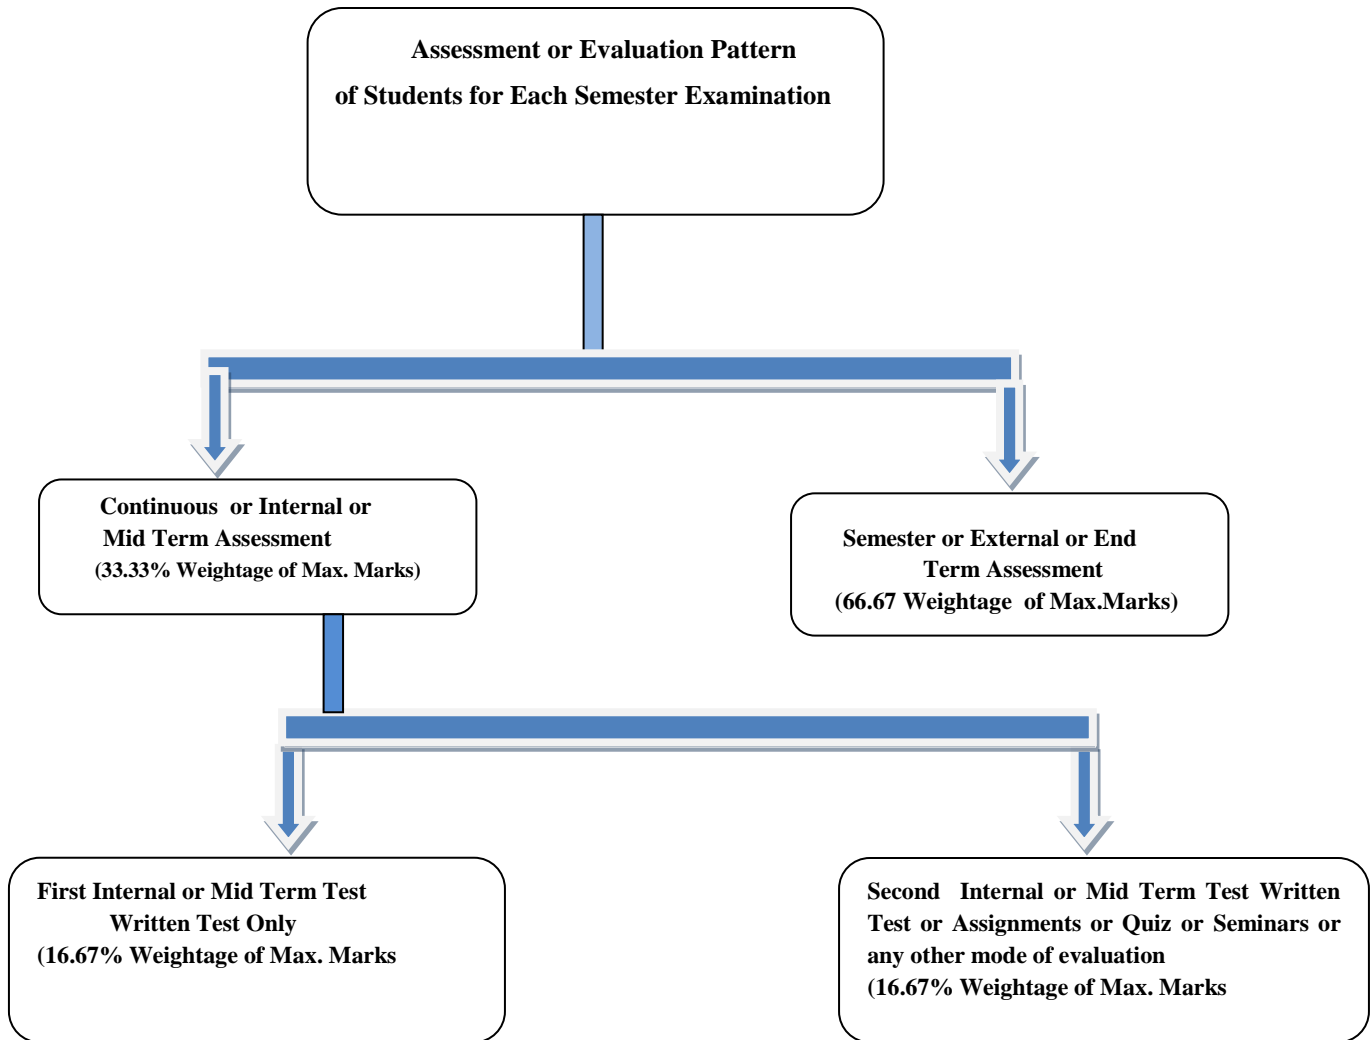 Assessment or Evaluation Pattern
of Students for Each Semester Examination
Continuous or Internal or
Mid Term Assessment
(33.33% Weightage of Max. Marks)
Semester or External or End
Term Assessment
(66.67 Weightage of Max.Marks)
First Internal or Mid Term Test
Written Test Only
(16.67% Weightage of Max. Marks
Second Internal or Mid Term Test Written
Test or Assignments or Quiz or Seminars or
any other mode of evaluation
(16.67% Weightage of Max. Marks